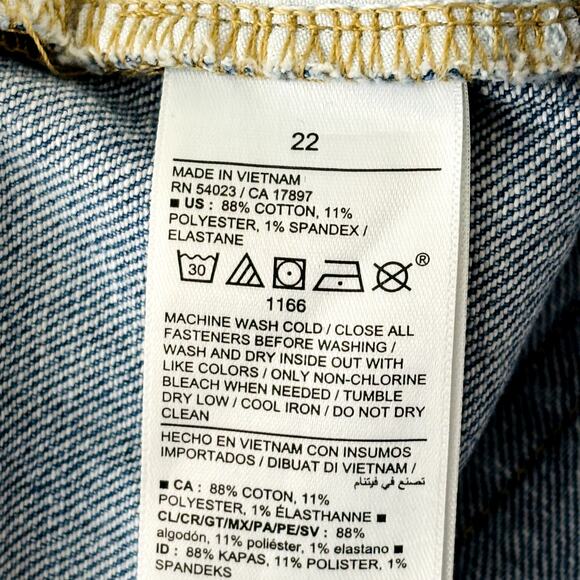 22
MADE IN VIETNAM
RN 54023 / CA 17897
■ US : 88% COTTON, 11%
POLYESTER, 1% SPANDEX /
ELASTANE
30
®
1166
MACHINE WASH COLD / CLOSE ALL
FASTENERS BEFORE WASHING /
WASH AND DRY INSIDE OUT WITH
LIKE COLORS / ONLY NON-CHLORINE
BLEACH WHEN NEEDED / TUMBLE
DRY LOW / COOL IRON / DO NOT DRY
CLEAN
HECHO EN VIETNAM CON INSUMOS
IMPORTADOS / DIBUAT DI VIETNAM /
تصنع في فيتنام
■ CA : 88% COTON, 11%
POLYESTER, 1% ÉLASTHANNE ■
CL/CR/GT/MX/PA/PE/SV : 88%
algodón, 11% poliéster, 1% elastano ■
ID : 88% KAPAS, 11% POLISTER, 1%
SPANDEKS